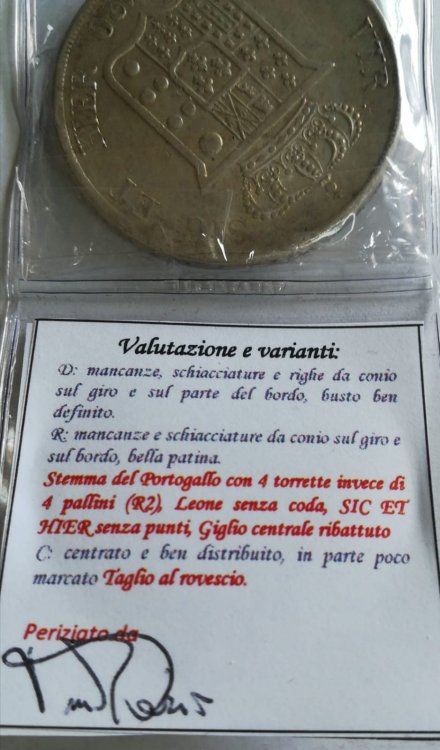 Valutazione e varianti:
D: mancanze, schiacciature e righe da conio
sul giro e sul parte del bordo, busto ben
definito.
R: mancanze e schiacciature da conio sul giro e
sul bordo, bella patina.
Stemma del Portogallo con 4 torrette invece di
4 pallini (R2), Leone senza coda, SIC ET
HIER senza punti, Giglio centrale ribattuto
C: centrato e ben distribuito, in parte poco
marcato Taglio al rovescio.
Periziato da